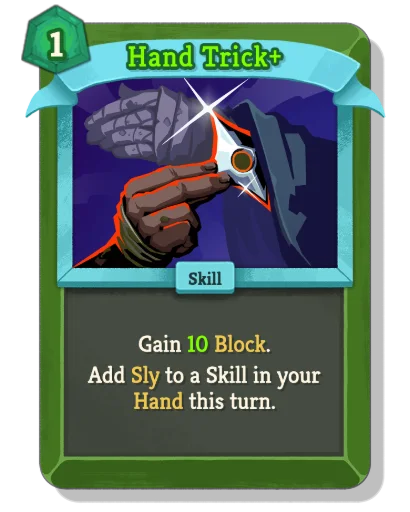 1
Hand Trick+
Skill
Gain 10 Block.
Add Sly to a Skill in your
Hand this turn.